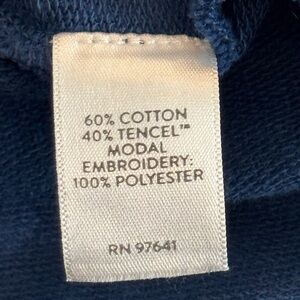 60% COTTON
40% TENCEL™
MODAL
EMBROIDERY:
100% POLYESTER
RN 97641